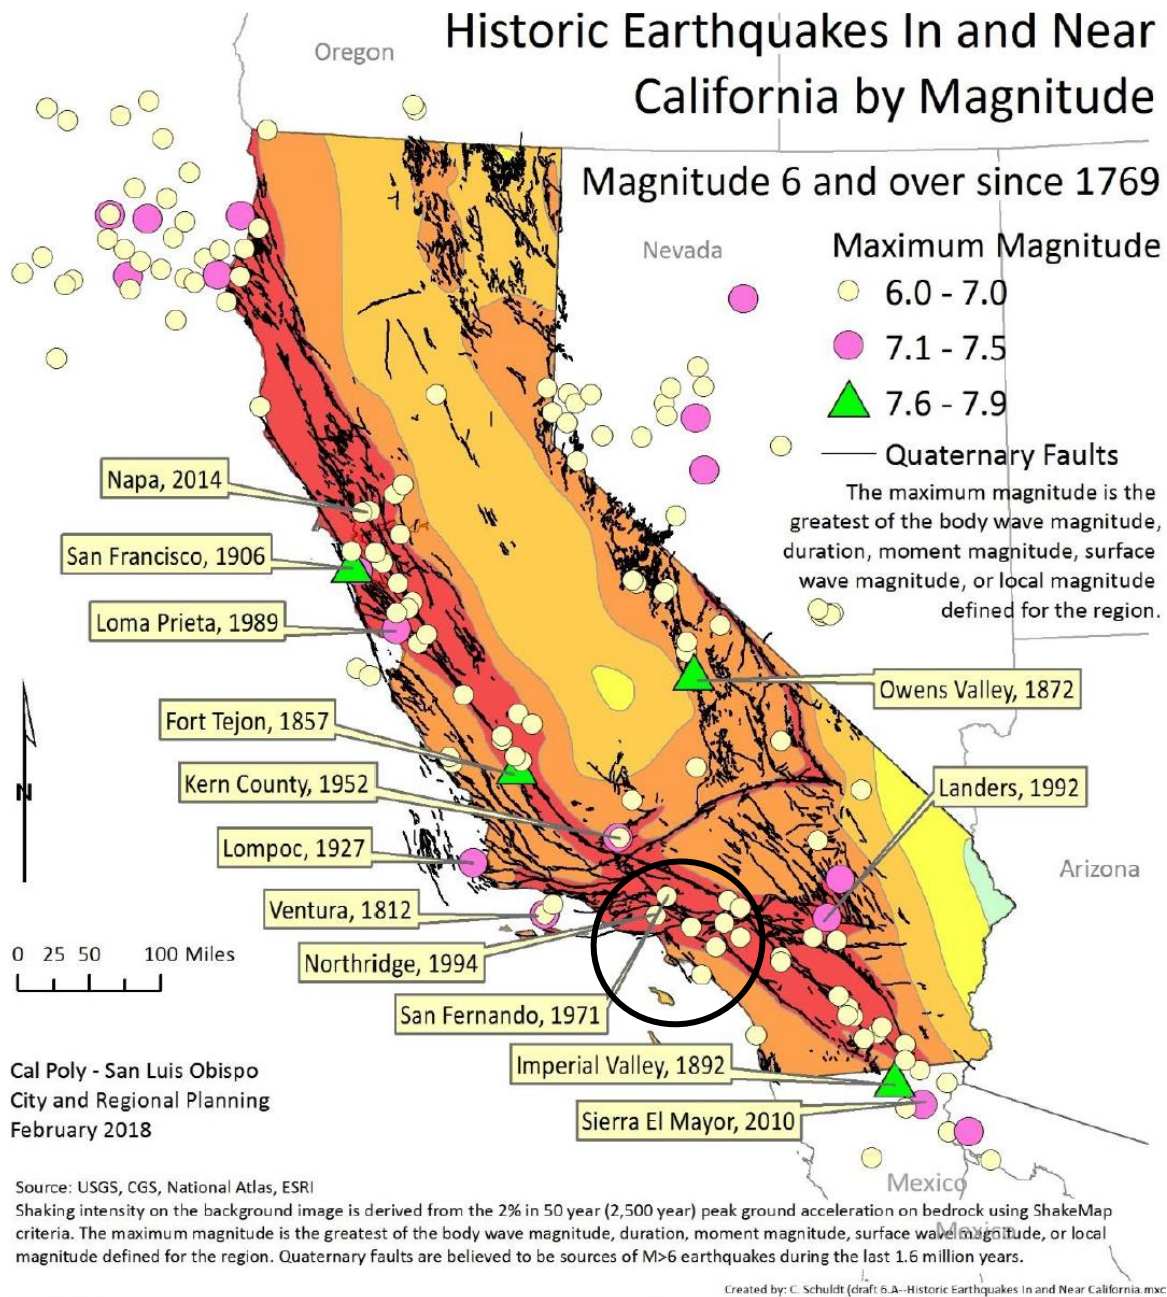 Historic Earthquakes In and Near
California by Magnitude
Magnitude 6 and over since 1769
Oregon
Nevada
Maximum Magnitude
6.0 - 7.0
7.1 - 7.5
7.6 - 7.9
Quaternary Faults
The maximum magnitude is the
greatest of the body wave magnitude,
duration, moment magnitude, surface
wave magnitude, or local magnitude
defined for the region.
Napa, 2014
San Francisco, 1906
Loma Prieta, 1989
Owens Valley, 1872
Fort Tejon, 1857
Kern County, 1952
Landers, 1992
N
Lompoc, 1927
Arizona
Ventura, 1812
Northridge, 1994
0 25 50 100 Miles
San Fernando, 1971
Imperial Valley, 1892
Sierra El Mayor, 2010
Cal Poly - San Luis Obispo
City and Regional Planning
February 2018
Mexico
Mexico
Source: USGS, CGS, National Atlas, ESRI
Shaking intensity on the background image is derived from the 2% in 50 year (2,500 year) peak ground acceleration on bedrock using ShakeMap
criteria. The maximum magnitude is the greatest of the body wave magnitude, duration, moment magnitude, surface wave magnitude, or local
magnitude defined for the region. Quaternary faults are believed to be sources of M>6 earthquakes during the last 1.6 million years.
Created by: C. Schuldt (draft 6.A--Historic Earthquakes In and Near California.mxc